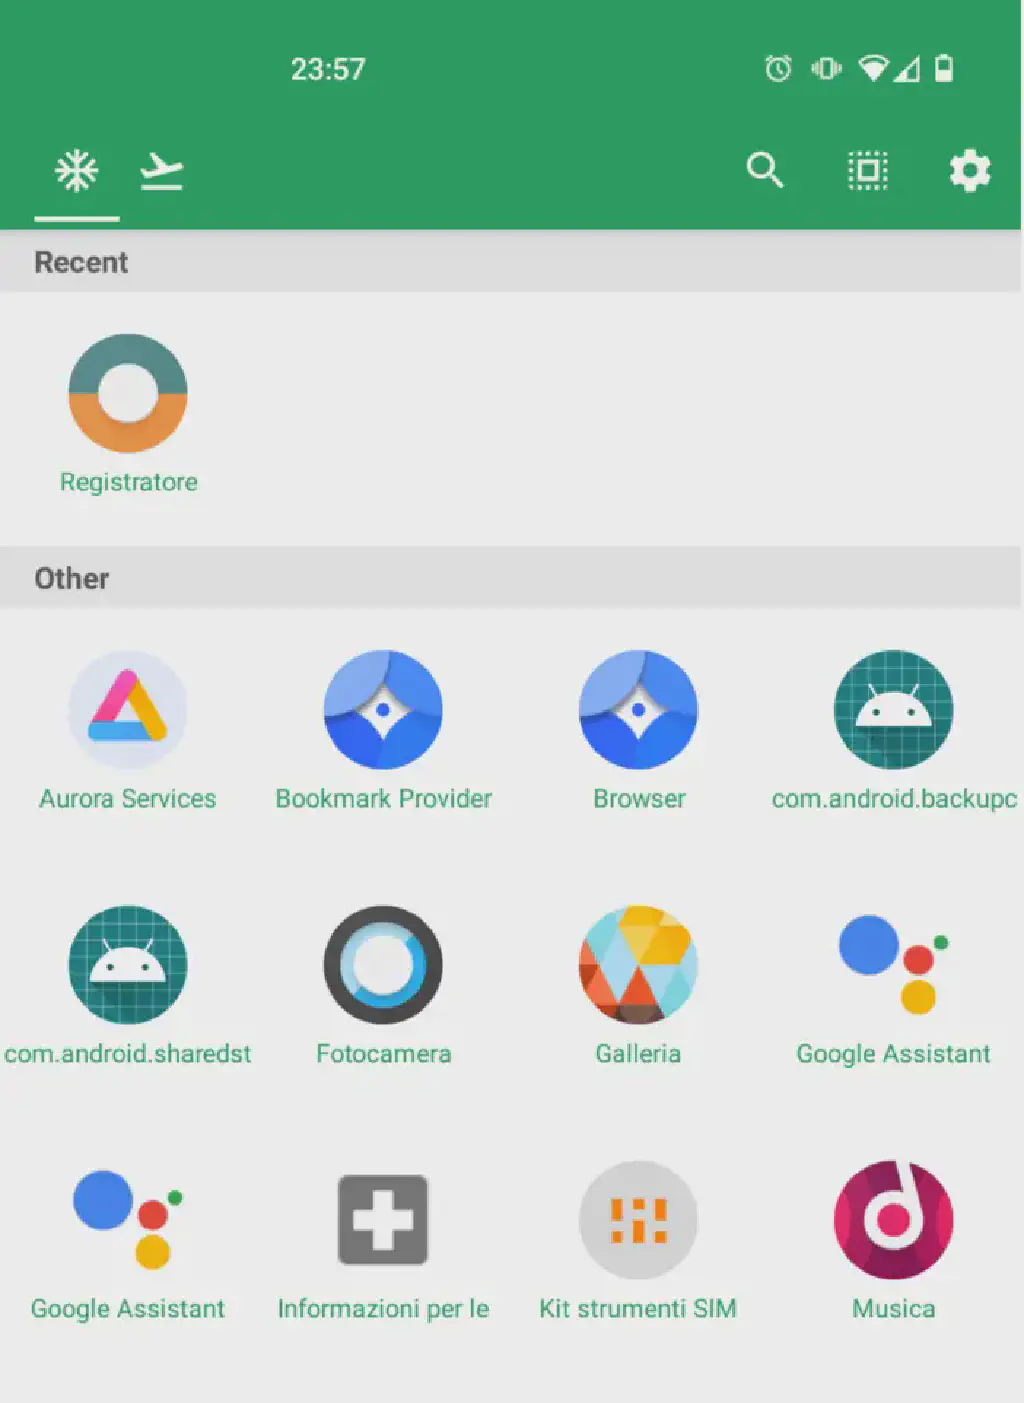 23:57
Recent
Registratore
Other
Aurora Services
Bookmark Provider
Browser
com.android.backupc
com.android.sharedst
Fotocamera
Galleria
Google Assistant
Google Assistant
Informazioni per le
Kit strumenti SIM
Musica